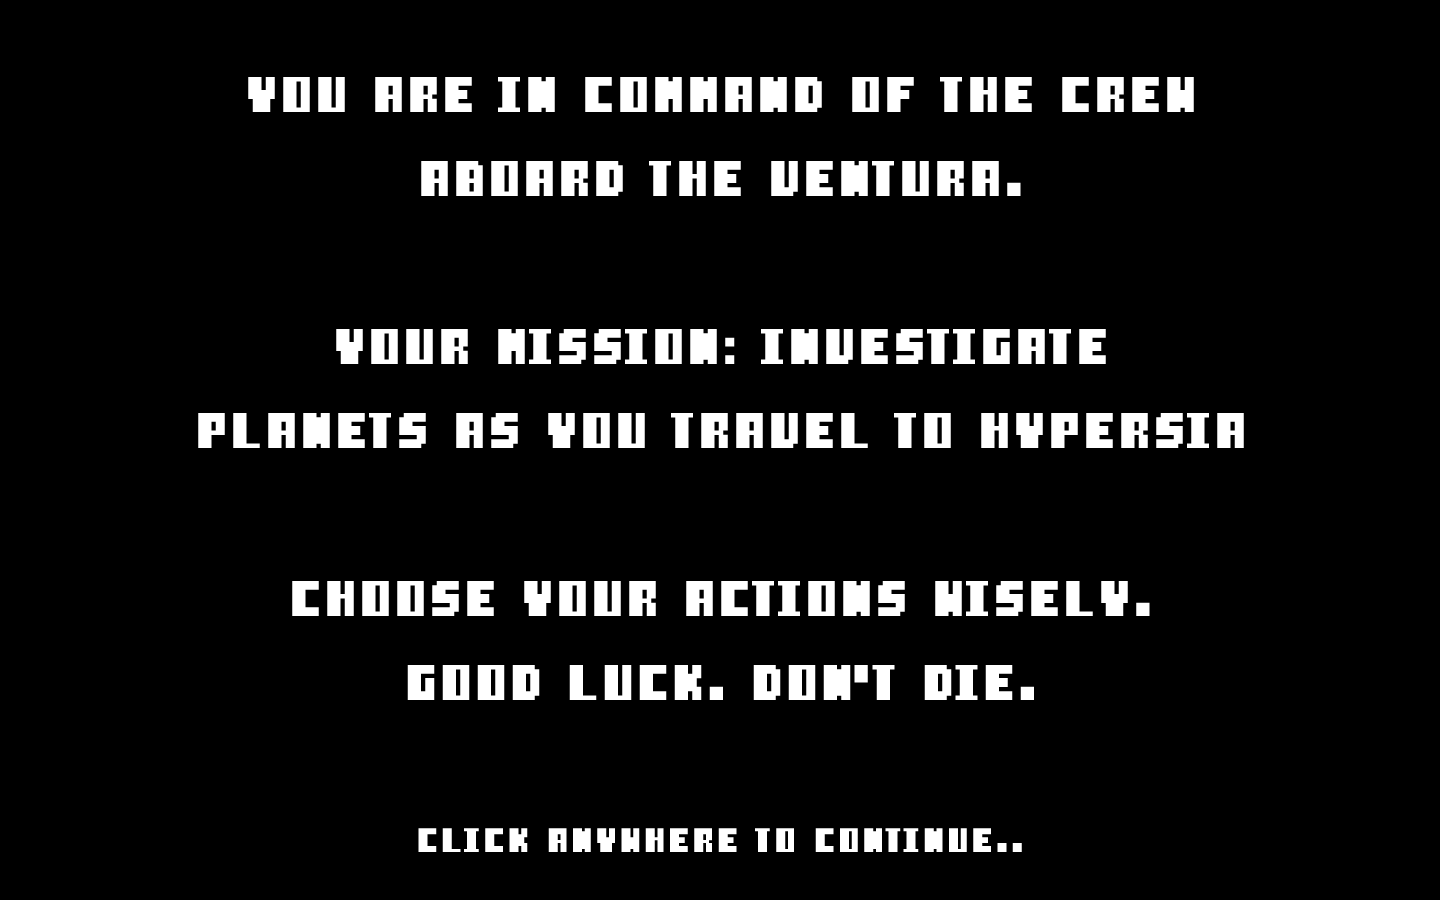 YOU ARE IN COMMAND OF THE CREW
ABOARD THE VENTURA.
YOUR MISSION: INVESTIGATE
PLANETS AS YOU TRAVEL TO HYPERSIA
CHOOSE YOUR ACTIONS WISELY.
GOOD LUCK. DON'T DIE.
CLICK ANYWHERE TO CONTINUE..